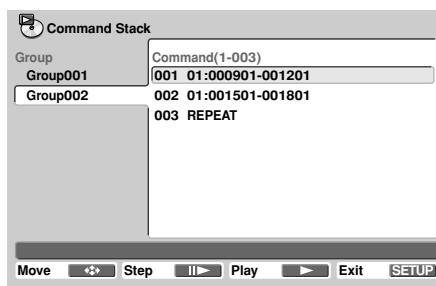 Command Stack
Group
Group001
Group002
Command(1-003)
001 01:000901-001201
002 01:001501-001801
003 REPEAT
Move Step Play Exit SETUP